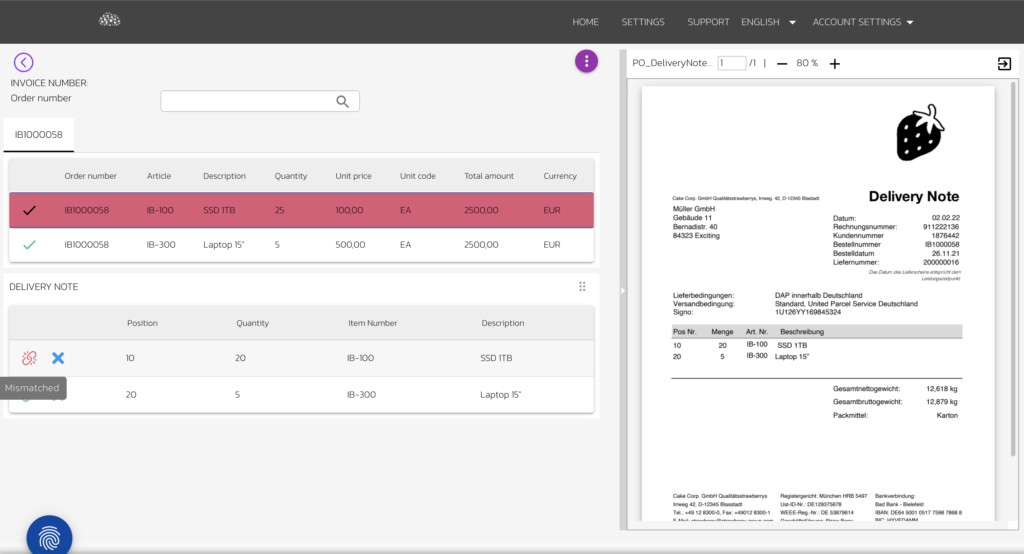 HOME SETTINGS SUPPORT ENGLISH ACCOUNT SETTINGS
INVOICE NUMBER:
Order number
IB1000058
Order number Article Description Quantity Unit price Unit code Total amount Currency
IB1000058 IB-100 SSD 1TB 25 100,00 EA 2500,00 EUR
IB1000058 IB-300 Laptop 15" 5 500,00 EA 2500,00 EUR
DELIVERY NOTE
Position Quantity Item Number Description
10 20 IB-100 SSD 1TB
Mismatched
20 5 IB-300 Laptop 15"
PO_DeliveryNote... 1 /1 | 80 %
Delivery Note
Cake Corp. GmbH Qualitätsstrawberrys, Irrweg. 42, D-12345 Blastadt
Müller GmbH
Gebäude 11
Bernadistr. 40
84323 Exciting
Datum: 02.02.22
Rechnungsnummer: 911222136
Kundennummer 1876442
Bestellnummer IB1000058
Bestelldatum 26.11.21
Liefernummer: 200000016
Das Datum des Lieferscheins entspricht dem
Leistungszeitpunkt
Lieferbedingungen: DAP innerhalb Deutschland
Versandbedingung: Standard, United Parcel Service Deutschland
Signo: 1U126YY169845324
Pos Nr. Menge Art. Nr. Beschreibung
10 20 IB-100 SSD 1TB
20 5 IB-300 Laptop 15"
Gesamtnettogewicht: 12,618 kg
Gesamtbruttogewicht: 12,879 kg
Packmittel: Karton
Cake Corp. GmbH Qualitätsstrawberrys Registergericht: München HRB 5497 Bankverbindung:
Irrweg 42, D-12345 Blasstadt Ust-ID-Nr.: DE129375678 Bad Bank - Bielefeld
Tel.: +49 12 8300-0, Fax: +49012 8300-1 WEEE-Reg.-Nr.: DE 53879614 IBAN: DE64 5001 0517 7598 7868 8